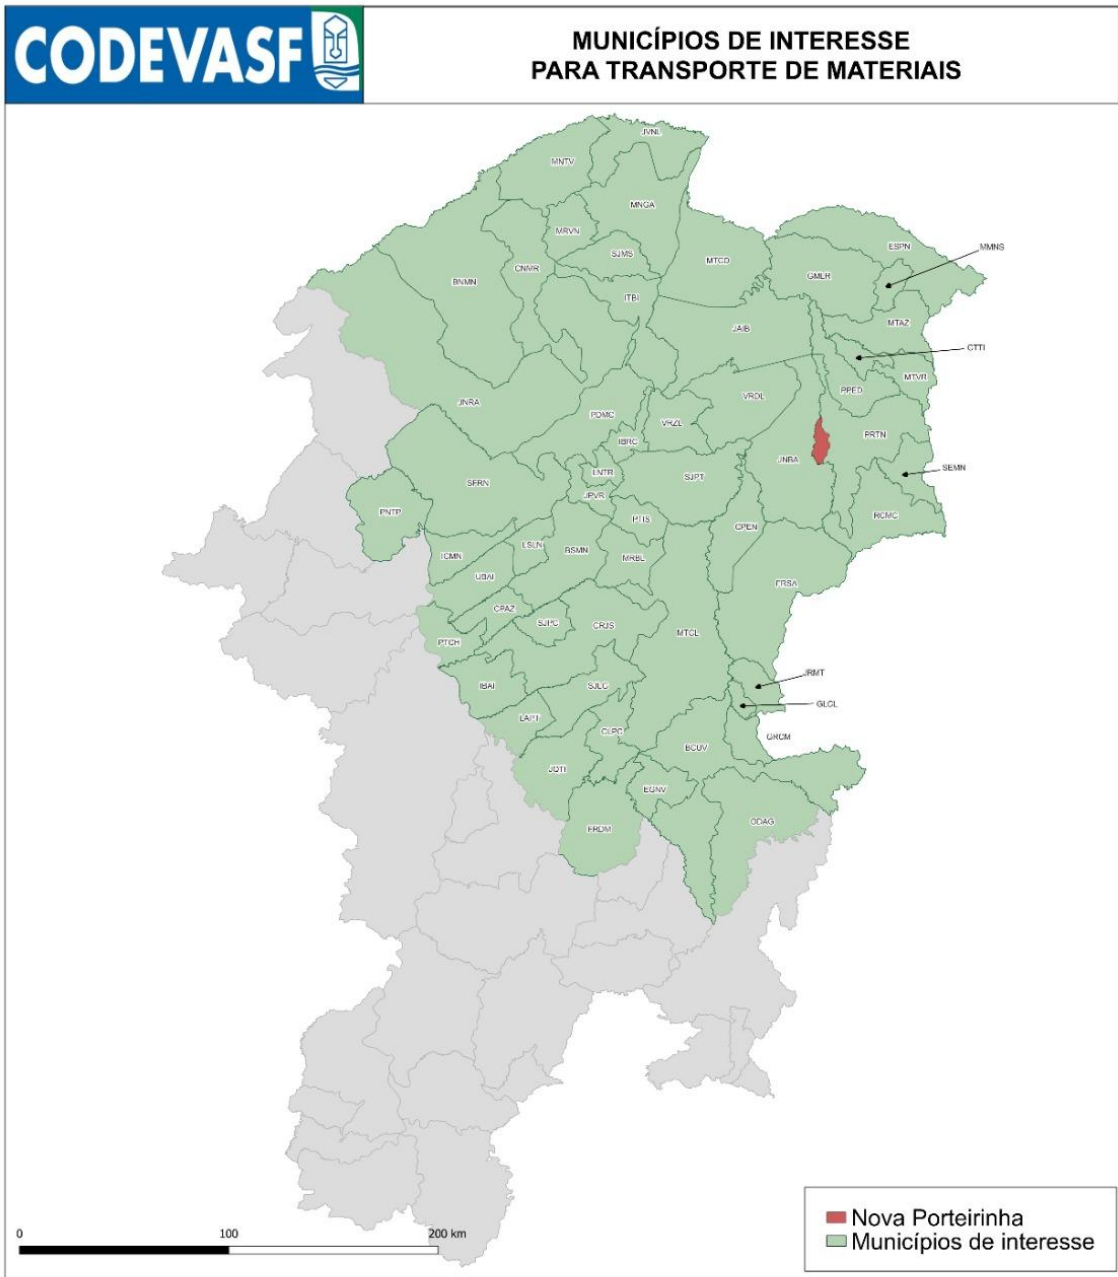 CODEVASF
MUNICÍPIOS DE INTERESSE
PARA TRANSPORTE DE MATERIAIS
JVNL
MNTV
MNGA
MRVN
ESPN
MMNS
SJMS
MTCD
CNMR
GMLR
BNMN
ITBI
MTAZ
JAIB
CTTI
MTVR
PPED
VRDL
JNRA
PDMC
VRZL
PRTN
IBRC
JNBA
SEMN
LNTR
SJPT
SFRN
JPVR
PNTP
RCMC
PTIS
CPEN
LSLN
BSMN
ICMN
MRBL
UBAI
FRSA
CPAZ
SJPC
CRJS
MTCL
PTCH
JRMT
IBAI
SJLG
GLCL
LAPT
CLPC
GRCM
BCUV
JQTI
EGNV
FRDM
ODAG
Nova Porteirinha
Municípios de interesse
0 100 200 km